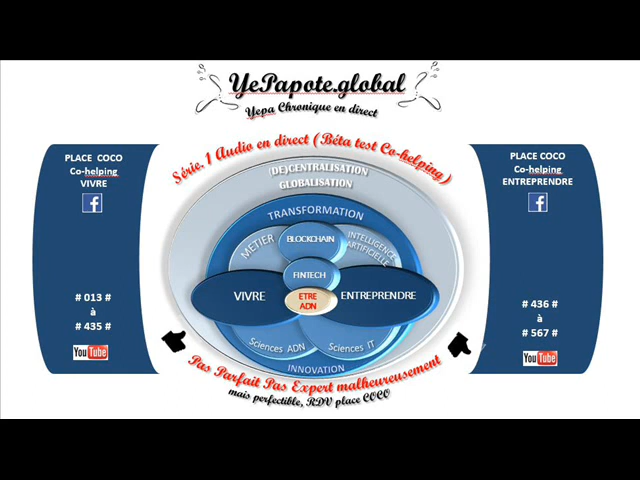 YePapote.global
Yepa Chronique en direct
Série, 1 Audio en direct (Béta test Co-helping)
PLACE COCO
Co-helping
VIVRE
# 013 #
à
# 435 #
YouTube
(DE)CENTRALISATION
GLOBALISATION
TRANSFORMATION
METIER
BLOCKCHAIN
INTELLIGENCE
ARTIFICIELLE
FINTECH
VIVRE
ETRE
ADN
ENTREPRENDRE
Sciences ADN
Sciences IT
INNOVATION
PLACE COCO
Co-helping
ENTREPRENDRE
# 436 #
à
# 567 #
YouTube
Pas Parfait Pas Expert malheureusement
mais perfectible, RDV place COCO